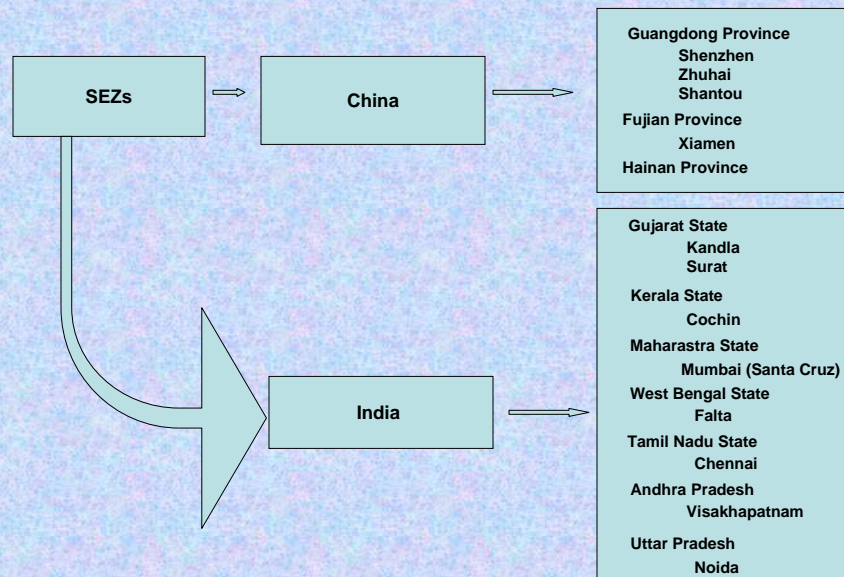 SEZs
China
Guangdong Province
Shenzhen
Zhuhai
Shantou
Fujian Province
Xiamen
Hainan Province
India
Gujarat State
Kandla
Surat
Kerala State
Cochin
Maharastra State
Mumbai (Santa Cruz)
West Bengal State
Falta
Tamil Nadu State
Chennai
Andhra Pradesh
Visakhapatnam
Uttar Pradesh
Noida